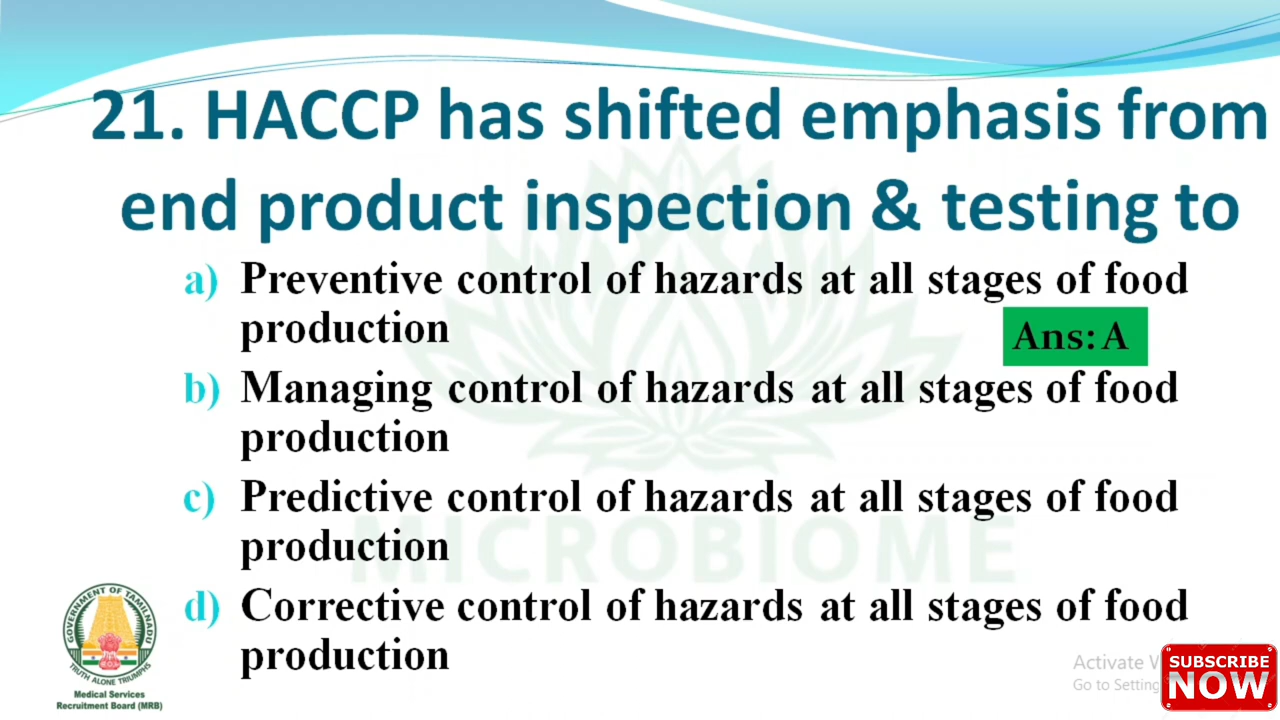 21. HACCP has shifted emphasis from
end product inspection & testing to
a) Preventive control of hazards at all stages of food
production
Ans: A
b) Managing control of hazards at all stages of food
production
c) Predictive control of hazards at all stages of food
production
MICROBIOME
d) Corrective control of hazards at all stages of food
production
GOVERNMENT OF TAMILNADU
TRUTH ALONE TRIUMPHS
Medical Services
Recruitment Board (MRB)
Activate
Go to Setting
SUBSCRIBE
NOW